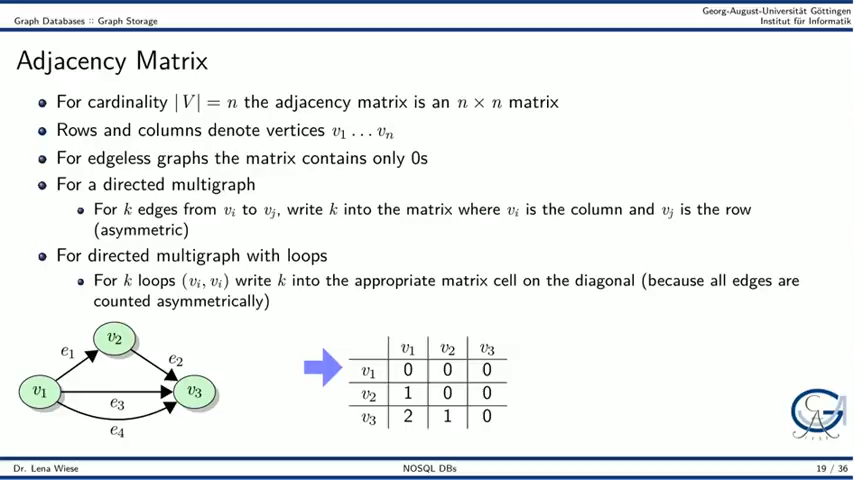 Graph Databases :: Graph Storage
Georg-August-Universität Göttingen
Institut für Informatik
Adjacency Matrix
For cardinality |V| = n the adjacency matrix is an n × n matrix
Rows and columns denote vertices v1 . . . vn
For edgeless graphs the matrix contains only 0s
For a directed multigraph
For k edges from vi to vj, write k into the matrix where vi is the column and vj is the row
(asymmetric)
For directed multigraph with loops
For k loops (vi, vi) write k into the appropriate matrix cell on the diagonal (because all edges are
counted asymmetrically)
v2
e1
e2
v1
v3
e3
e4
v1 v2 v3
v1 0 0 0
v2 1 0 0
v3 2 1 0
Dr. Lena Wiese
NOSQL DBs
19 / 36